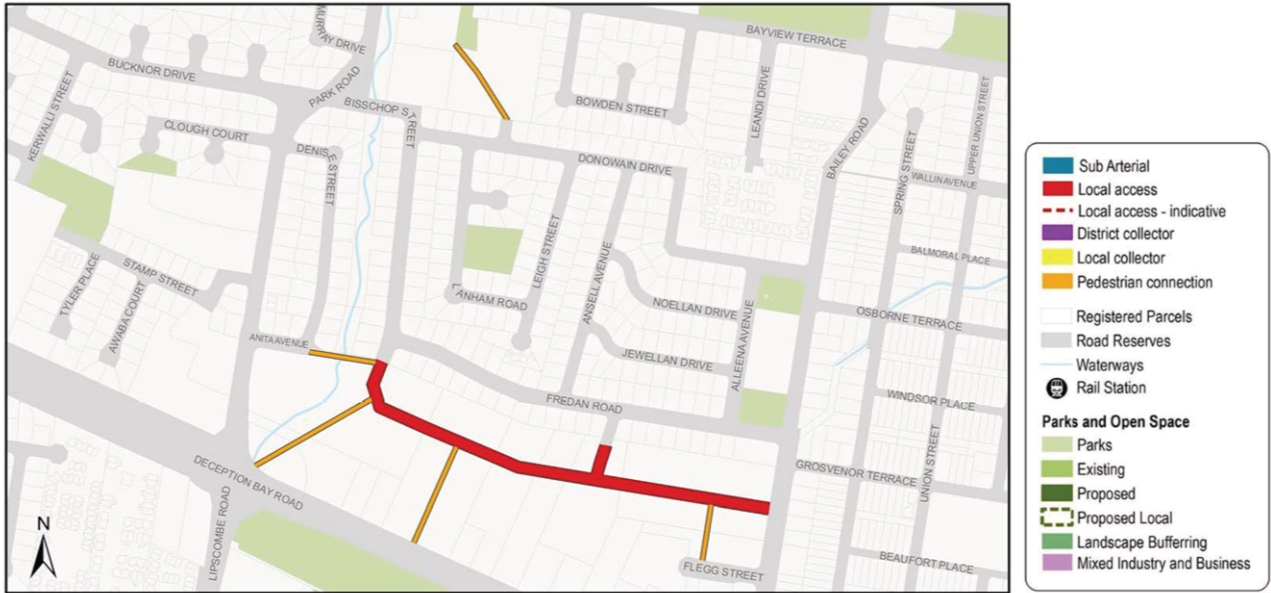 MURRAY DRIVE
BAYVIEW TERRACE
BUCKNOR DRIVE
PARK ROAD
BISSCHOP STREET
BOWDEN STREET
LEANDI DRIVE
UPPER UNION STREET
KERWALLI STREET
CLOUGH COURT
DENISE STREET
DONOWAIN DRIVE
BAILEY ROAD
SPRING STREET
WALLIN AVENUE
BALMORAL PLACE
TYLER PLACE
STAMP STREET
AWABA COURT
LANHAM ROAD
LEIGH STREET
ANSELL AVENUE
NOELLAN DRIVE
ALLEENA AVENUE
OSBORNE TERRACE
ANITA AVENUE
JEWELLAN DRIVE
FREDAN ROAD
WINDSOR PLACE
DECEPTION BAY ROAD
LIPSCOMBE ROAD
GROSVENOR TERRACE
UNION STREET
FLEGG STREET
BEAUFORT PLACE
N
Sub Arterial
Local access
Local access - indicative
District collector
Local collector
Pedestrian connection
Registered Parcels
Road Reserves
Waterways
Rail Station
Parks and Open Space
Parks
Existing
Proposed
Proposed Local
Landscape Bufferring
Mixed Industry and Business